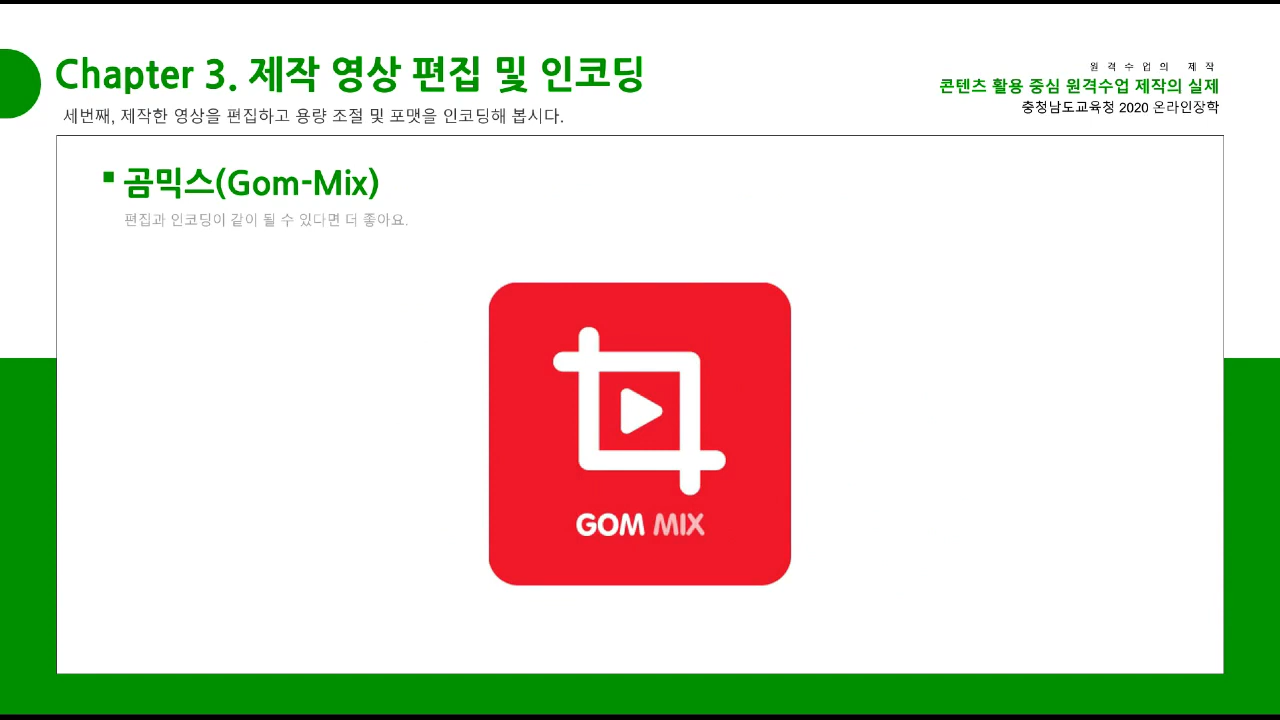 Chapter 3. 제작 영상 편집 및 인코딩
세번째, 제작한 영상을 편집하고 용량 조절 및 포맷을 인코딩해 봅시다.
원격수업의 제작
콘텐츠 활용 중심 원격수업 제작의 실제
충청남도교육청 2020 온라인장학
곰믹스(Gom-Mix)
편집과 인코딩이 같이 될 수 있다면 더 좋아요.
GOM MIX